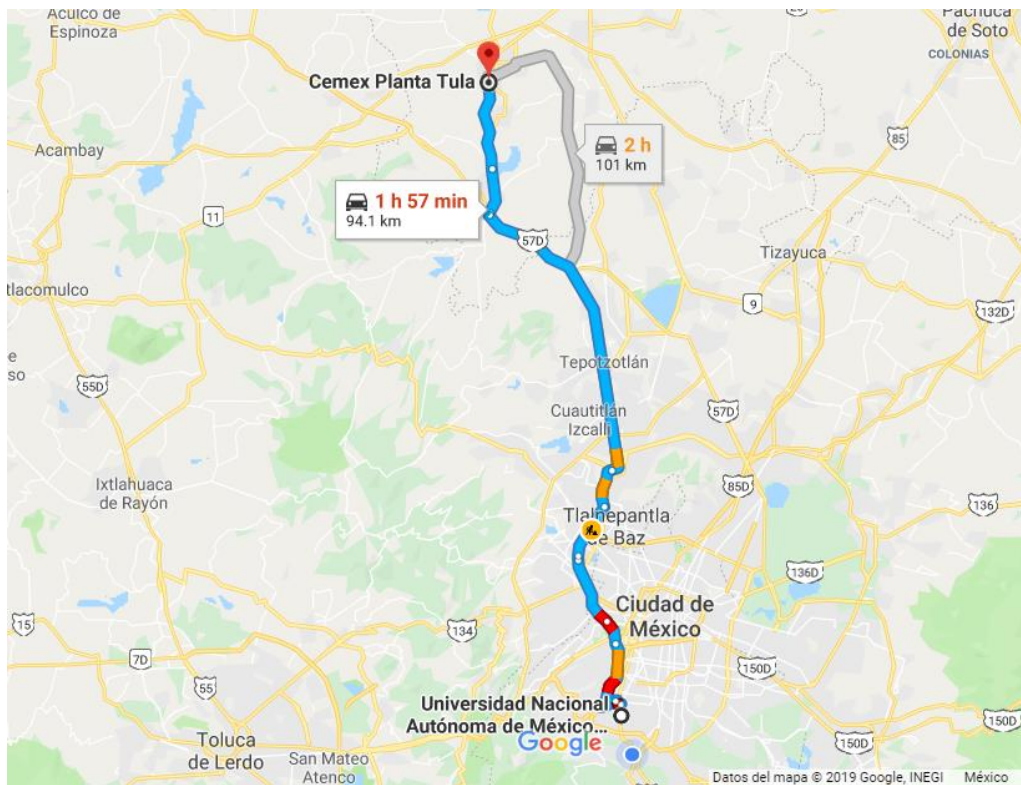 Aculco de
Espinoza
Pachuca
de Soto
COLONIAS
Cemex Planta Tula
85
Acambay
2 h
101 km
1 h 57 min
94.1 km
11
57D
Tizayuca
tlacomulco
9
132D
Tepotzotlán
e
so
55D
57D
Cuautitlán
Izcalli
Ixtlahuaca
de Rayón
85D
136
Tlalnepantla
de Baz
136D
Ciudad de
México
15
134
7D
150D
55
Universidad Nacional
Autónoma de México...
150D
150D
Google
Toluca
de Lerdo
San Mateo
Atenco
Datos del mapa © 2019 Google, INEGI México